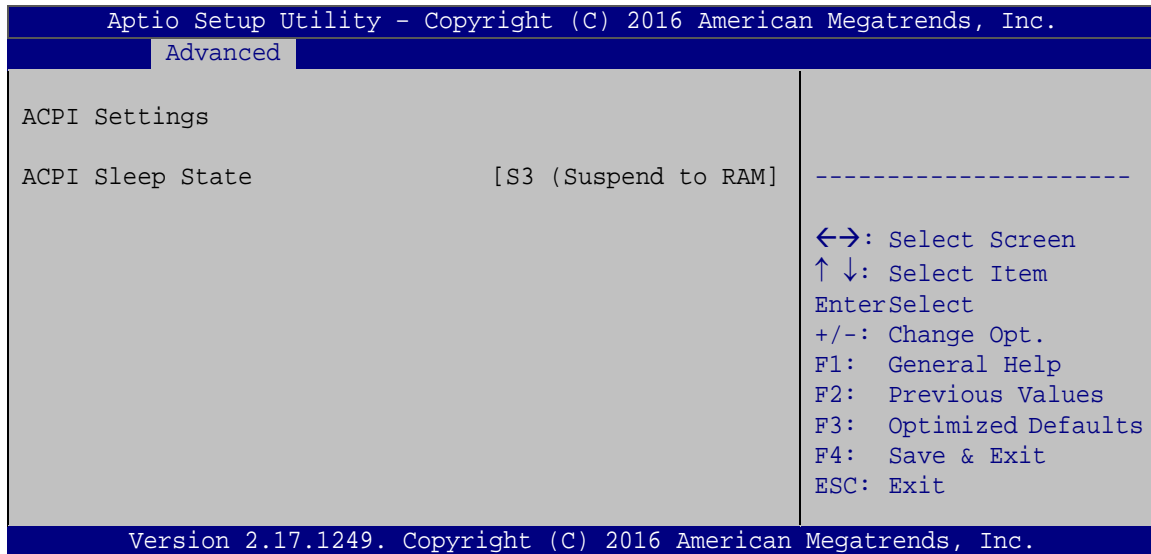 Aptio Setup Utility – Copyright (C) 2016 American Megatrends, Inc.
Advanced
ACPI Settings
ACPI Sleep State [S3 (Suspend to RAM]
-----------------------
←→: Select Screen
↑ ↓: Select Item
EnterSelect
+/-: Change Opt.
F1: General Help
F2: Previous Values
F3: Optimized Defaults
F4: Save & Exit
ESC: Exit
Version 2.17.1249. Copyright (C) 2016 American Megatrends, Inc.